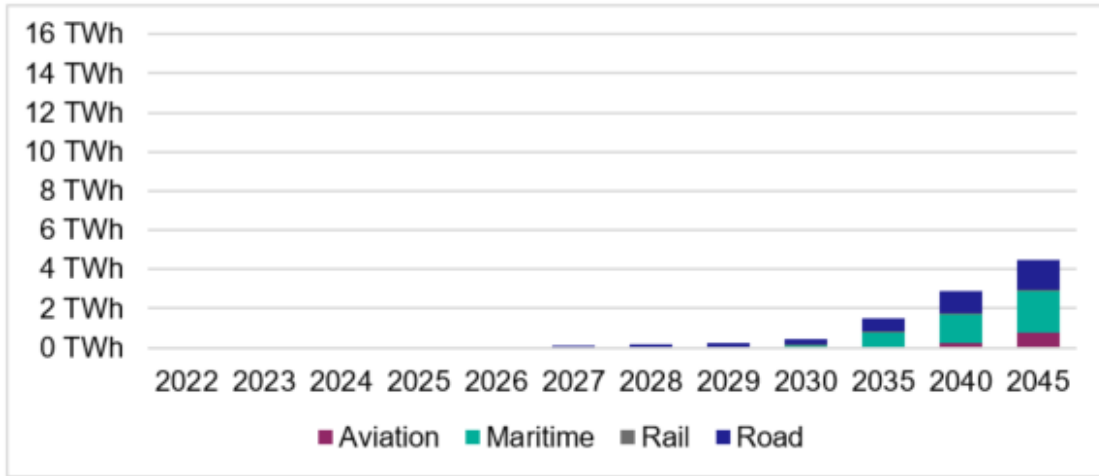 16 TWh
14 TWh
12 TWh
10 TWh
8 TWh
6 TWh
4 TWh
2 TWh
0 TWh
2022 2023 2024 2025 2026 2027 2028 2029 2030 2035 2040 2045
Aviation Maritime Rail Road